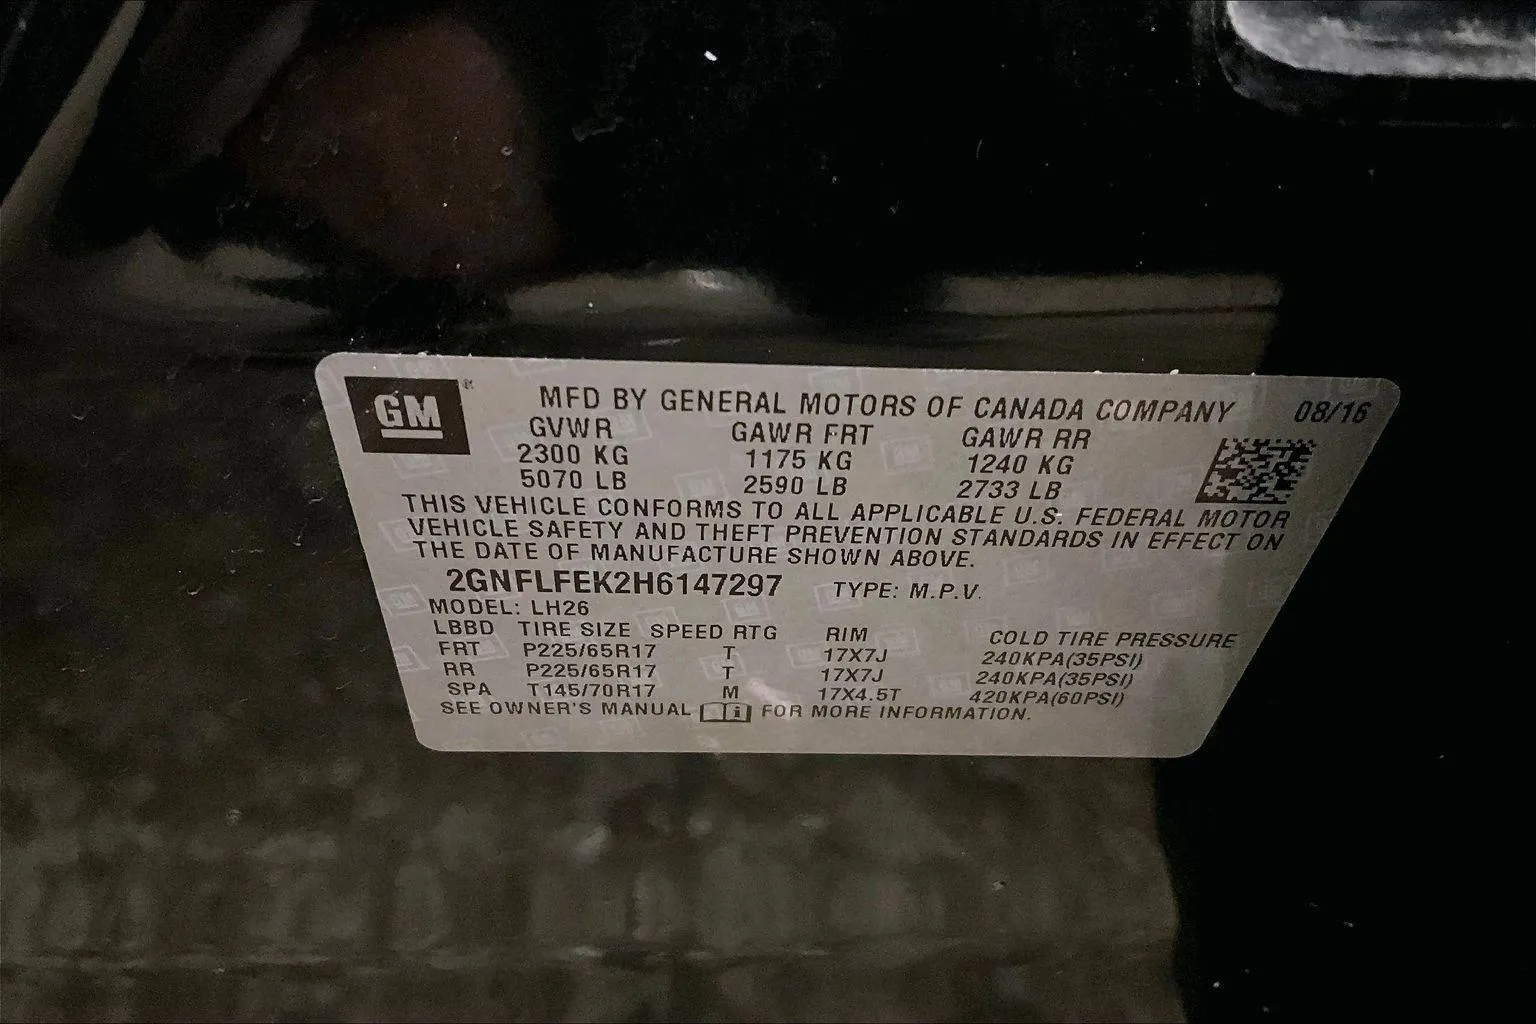 GM®
MFD BY GENERAL MOTORS OF CANADA COMPANY 08/16
GVWR GAWR FRT GAWR RR
2300 KG 1175 KG 1240 KG
5070 LB 2590 LB 2733 LB
THIS VEHICLE CONFORMS TO ALL APPLICABLE U.S. FEDERAL MOTOR
VEHICLE SAFETY AND THEFT PREVENTION STANDARDS IN EFFECT ON
THE DATE OF MANUFACTURE SHOWN ABOVE.
2GNFLFEK2H6147297 TYPE: M.P.V.
MODEL: LH26
LBBD TIRE SIZE SPEED RTG RIM COLD TIRE PRESSURE
FRT P225/65R17 T 17X7J 240KPA(35PSI)
RR P225/65R17 T 17X7J 240KPA(35PSI)
SPA T145/70R17 M 17X4.5T 420KPA(60PSI)
SEE OWNER'S MANUAL i FOR MORE INFORMATION.